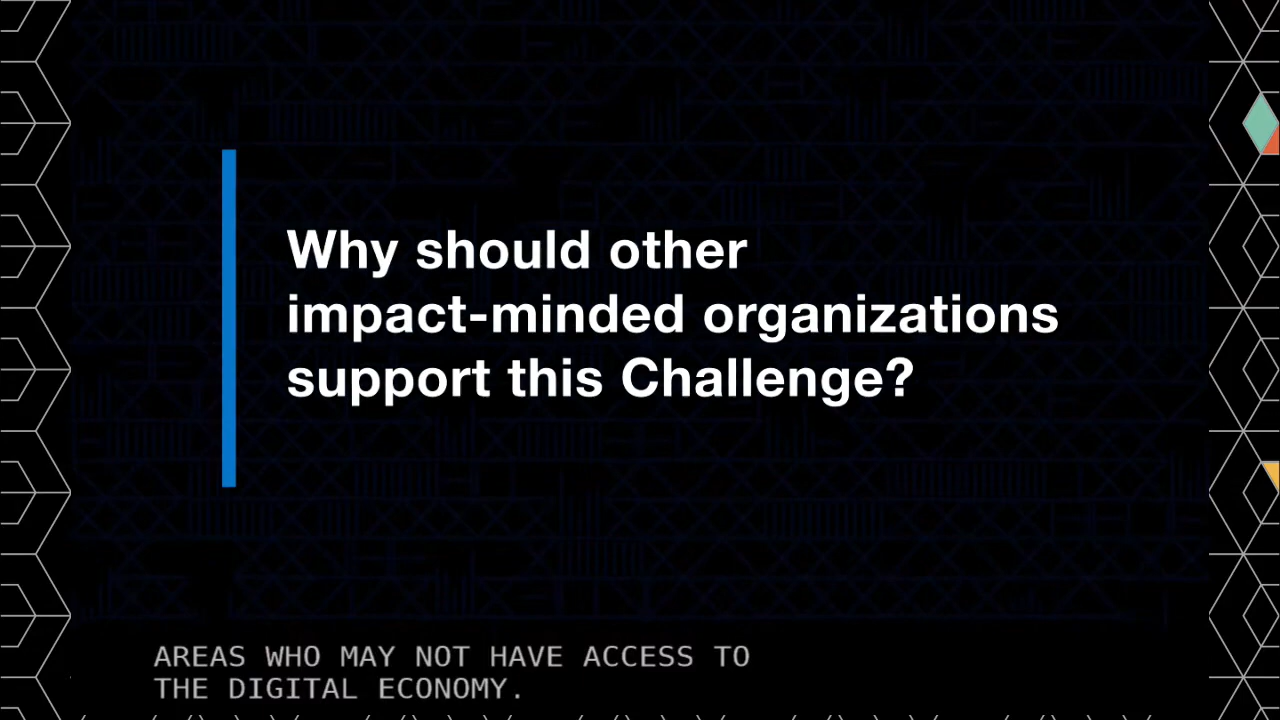 Why should other
impact-minded organizations
support this Challenge?
AREAS WHO MAY NOT HAVE ACCESS TO
THE DIGITAL ECONOMY.